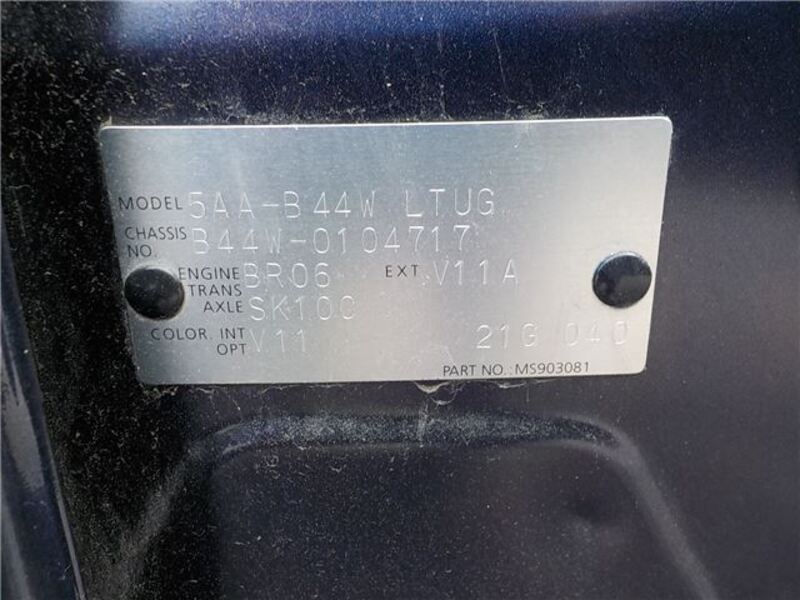 MODEL 5AA-B44W LTUG
CHASSIS NO. B44W-0104717
ENGINE BR06 EXT V11A
TRANS AXLE SK10C
COLOR. INT V11 21G 040
OPT
PART NO.: MS903081